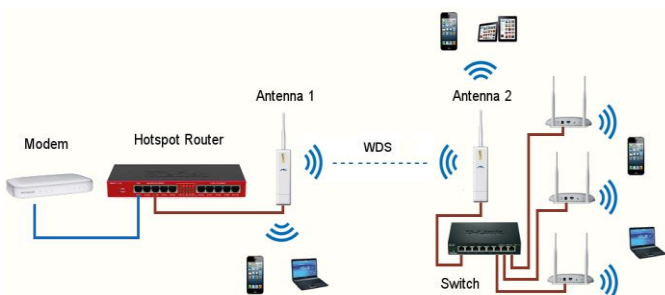 Antenna 1
Antenna 2
Modem
Hotspot Router
WDS
Switch